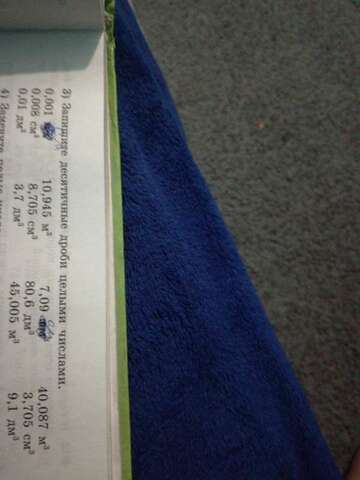 3) Запишите десятичные дроби целыми числами.
0,001 10,945 м³ 7,09 40,087 м³
0,008 см³ 8,705 см³ 80,6 дм³ 3,705 см³
0,01 дм³ 3,7 дм³ 45,005 м³ 9,1 дм³
4) Замените